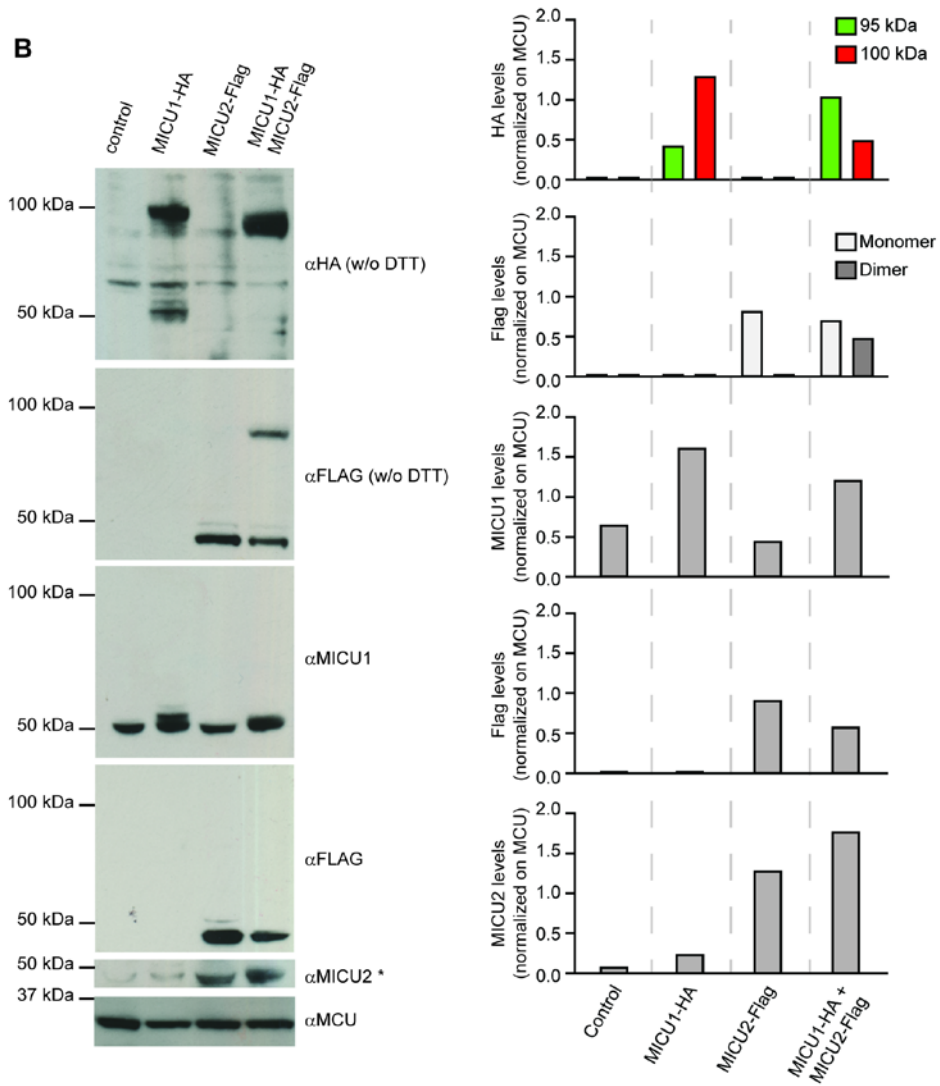 B
control
MICU1-HA
MICU2-Flag
MICU1-HA
MICU2-Flag
100 kDa
50 kDa
αHA (w/o DTT)
100 kDa
50 kDa
αFLAG (w/o DTT)
100 kDa
50 kDa
αMICU1
100 kDa
50 kDa
αFLAG
50 kDa
αMICU2 *
37 kDa
αMCU
HA levels
(normalized on MCU)
2.0
1.5
1.0
0.5
0.0
95 kDa
100 kDa
Flag levels
(normalized on MCU)
2.0
1.5
1.0
0.5
0.0
Monomer
Dimer
MICU1 levels
(normalized on MCU)
2.0
1.5
1.0
0.5
0.0
Flag levels
(normalized on MCU)
2.0
1.5
1.0
0.5
0.0
MICU2 levels
(normalized on MCU)
2.0
1.5
1.0
0.5
0.0
Control
MICU1-HA
MICU2-Flag
MICU1-HA +
MICU2-Flag